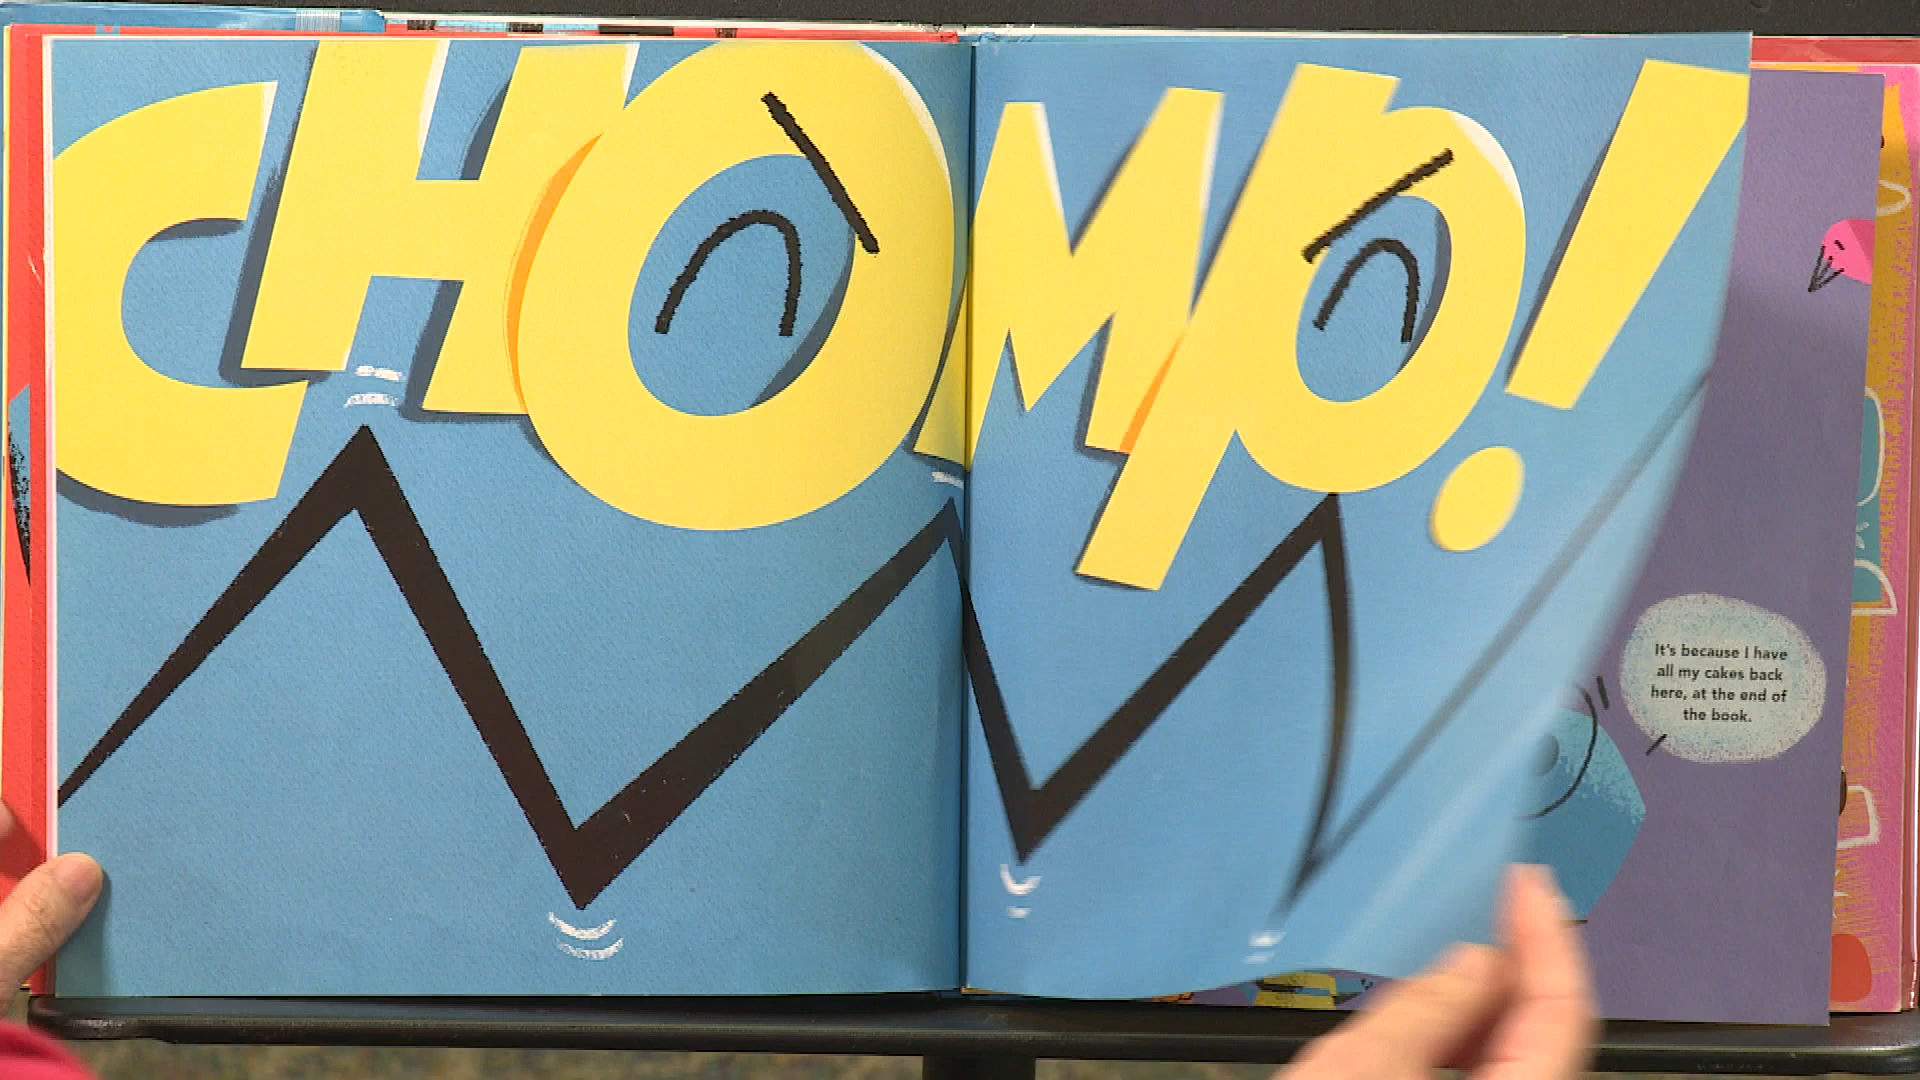 CHOMP!
It's because I have
all my cakes back
here, at the end of
the book.